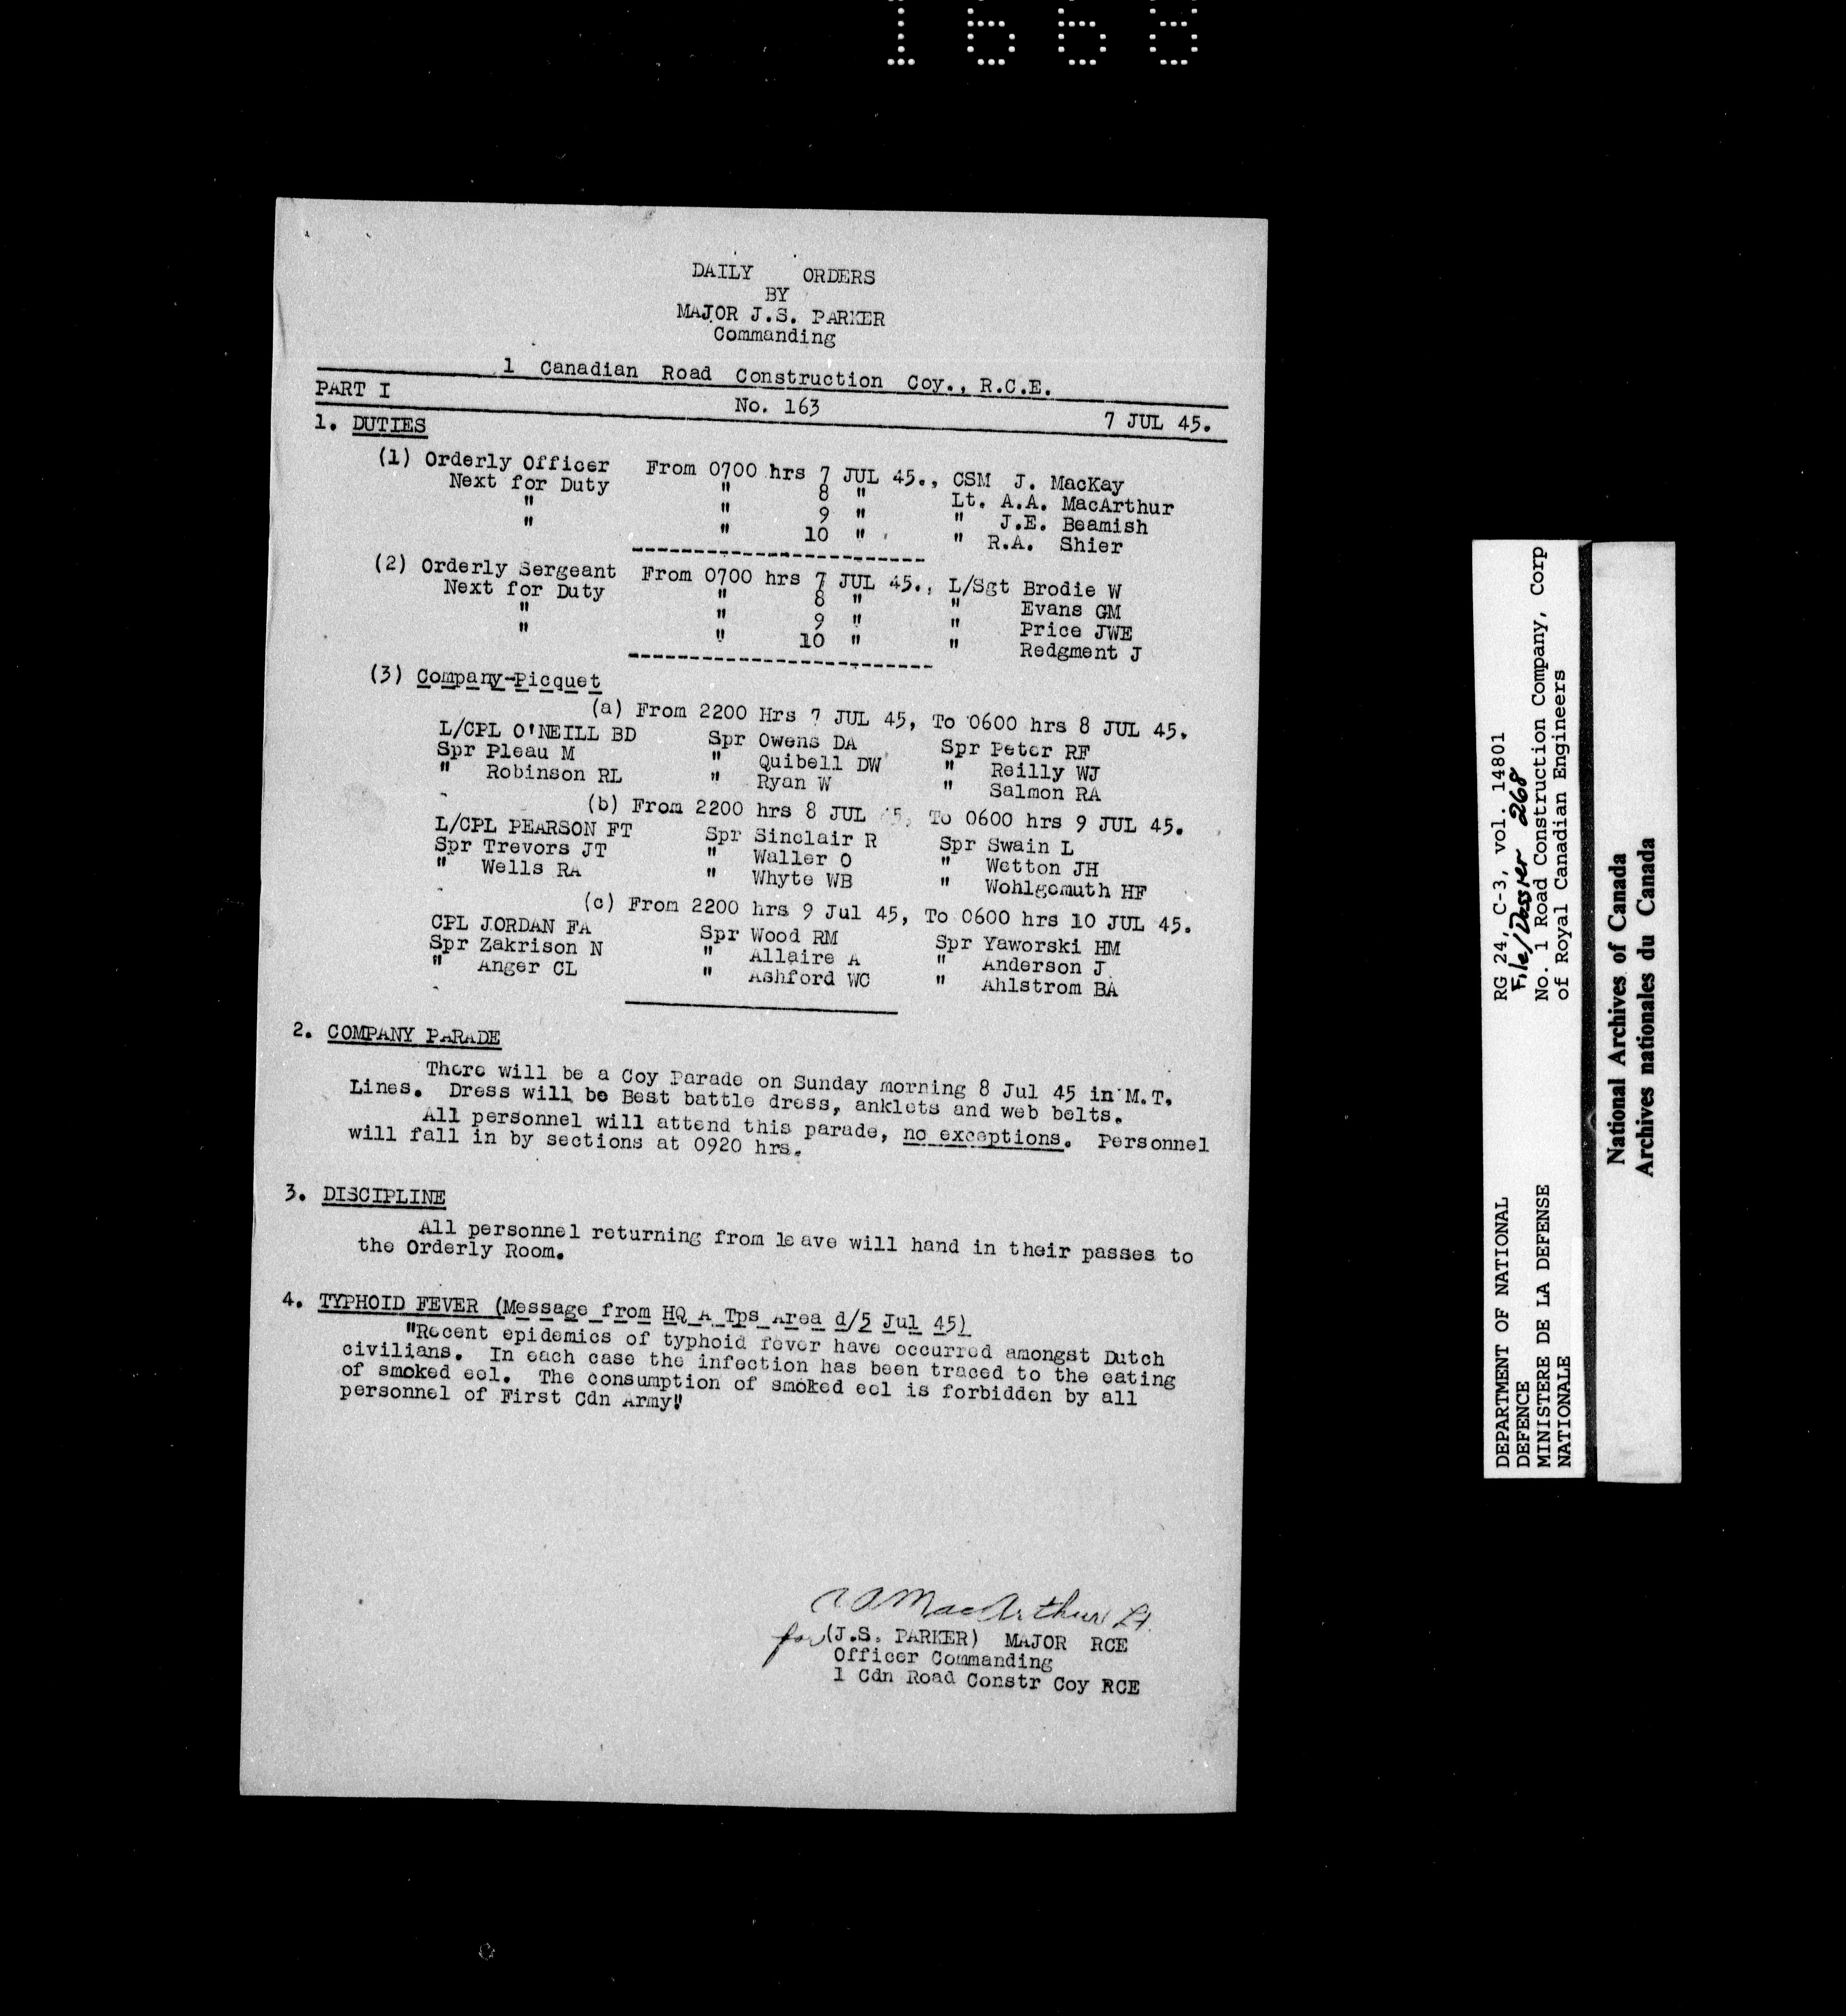 1668
DAILY ORDERS
BY
MAJOR J.S. PARKER
Commanding
1 Canadian Road Construction Coy., R.C.E.
PART I No. 163 7 JUL 45.
1. DUTIES
(1) Orderly Officer From 0700 hrs 7 JUL 45., CSM J. MacKay
Next for Duty " 8 " Lt. A.A. MacArthur
" " 9 " " J.E. Beamish
" " 10 " " R.A. Shier
(2) Orderly Sergeant From 0700 hrs 7 JUL 45., L/Sgt Brodie W
Next for Duty " 8 " " Evans GM
" " 9 " " Price JWE
" " 10 " " Redgment J
(3) Company-Picquet
(a) From 2200 Hrs 7 JUL 45, To 0600 hrs 8 JUL 45.
L/CPL O'NEILL BD Spr Owens DA Spr Peter RF
Spr Pleau M " Quibell DW " Reilly WJ
" Robinson RL " Ryan W " Salmon RA
(b) From 2200 hrs 8 JUL 45, To 0600 hrs 9 JUL 45.
L/CPL PEARSON FT Spr Sinclair R Spr Swain L
Spr Trevors JT " Waller O " Wetton JH
" Wells RA " Whyte WB " Wohlgemuth HF
(c) From 2200 hrs 9 Jul 45, To 0600 hrs 10 JUL 45.
CPL JORDAN FA Spr Wood RM Spr Yaworski HM
Spr Zakrison N " Allaire A " Anderson J
" Anger CL " Ashford WC " Ahlstrom BA
2. COMPANY PARADE
There will be a Coy Parade on Sunday morning 8 Jul 45 in M.T.
Lines. Dress will be Best battle dress, anklets and web belts.
All personnel will attend this parade, no exceptions. Personnel
will fall in by sections at 0920 hrs.
3. DISCIPLINE
All personnel returning from leave will hand in their passes to
the Orderly Room.
4. TYPHOID FEVER (Message from HQ A Tps Area d/5 Jul 45)
"Recent epidemics of typhoid fever have occurred amongst Dutch
civilians. In each case the infection has been traced to the eating
of smoked eel. The consumption of smoked eel is forbidden by all
personnel of First Cdn Army"
A A MacArthur Lt.
for (J.S. PARKER) MAJOR RCE
Officer Commanding
1 Cdn Road Constr Coy RCE
DEPARTMENT OF NATIONAL
DEFENCE
MINISTERE DE LA DEFENSE
NATIONALE
RG 24, C-3, vol. 14801
File/Dossier 268
No. 1 Road Construction Company, Corp
of Royal Canadian Engineers
National Archives of Canada
Archives nationales du Canada